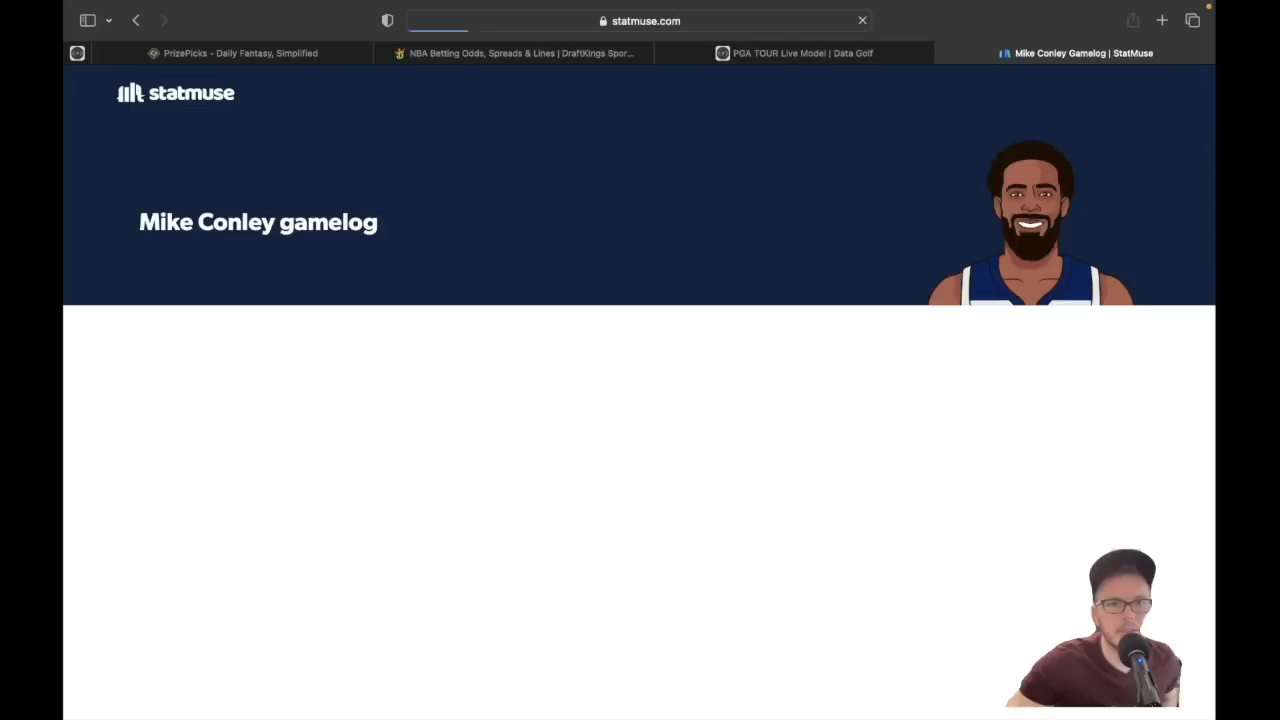 statmuse.com
PrizePicks - Daily Fantasy, Simplified
NBA Betting Odds, Spreads & Lines | DraftKings Spor...
PGA TOUR Live Model | Data Golf
Mike Conley Gamelog | StatMuse
statmuse
Mike Conley gamelog